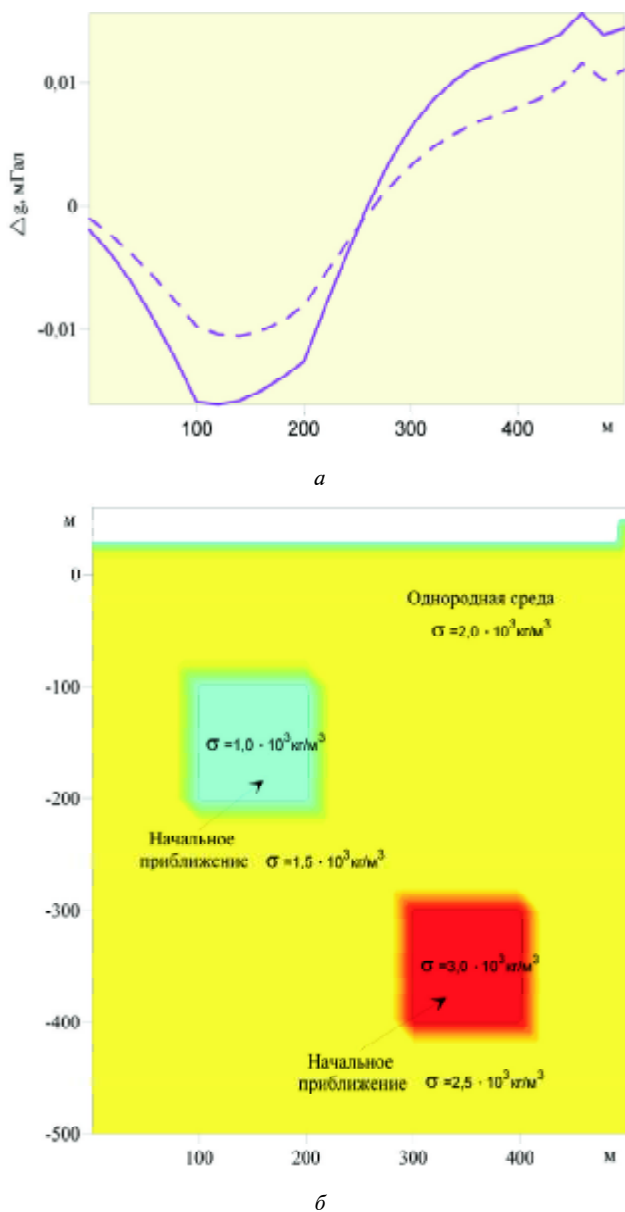 0,01
0
-0,01
△g, мГал
100 200 300 400 м
а
м
0
-100
-200
-300
-400
-500
Однородная среда
σ =2,0 · 10³кг/м³
σ =1,0 · 10³кг/м³
Начальное
приближение σ =1,5 · 10³кг/м³
σ =3,0 · 10³кг/м³
Начальное
приближение σ =2,5 · 10³кг/м³
100 200 300 400 м
б